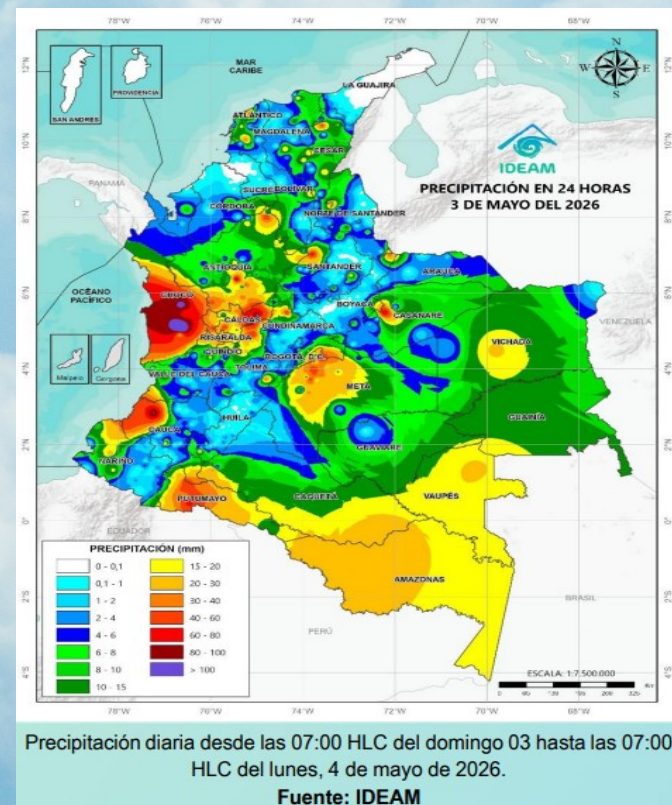 78°W 76°W 74°W 72°W 70°W 68°W
12°N
10°N
8°N
6°N
4°N
2°N
0°
2°S
4°S
SAN ANDRÉS
PROVIDENCIA
MAR
CARIBE
N
W E
S
LA GUAJIRA
ATLÁNTICO
MAGDALENA
CESAR
IDEAM
PRECIPITACIÓN EN 24 HORAS
3 DE MAYO DEL 2026
PANAMÁ
SUCRE
BOLÍVAR
CÓRDOBA
NORTE DE SANTANDER
ANTIOQUIA
SANTANDER
ARAUCA
OCÉANO
PACÍFICO
CHOCÓ
BOYACÁ
CASANARE
VENEZUELA
CALDAS
CUNDINAMARCA
RISARALDA
VICHADA
QUINDÍO
BOGOTÁ, D.C.
Malpelo
Gorgona
VALLE DEL CAUCA
TOLIMA
META
GUAINÍA
CAUCA
HUILA
GUAVIARE
NARIÑO
PUTUMAYO
CAQUETÁ
VAUPÉS
ECUADOR
AMAZONAS
BRASIL
PERÚ
PRECIPITACIÓN (mm)
0 - 0,1
0,1 - 1
1 - 2
2 - 4
4 - 6
6 - 8
8 - 10
10 - 15
15 - 20
20 - 30
30 - 40
40 - 60
60 - 80
80 - 100
> 100
ESCALA: 1:7.500.000
78°W 76°W 74°W 72°W 70°W 68°W
Precipitación diaria desde las 07:00 HLC del domingo 03 hasta las 07:00
HLC del lunes, 4 de mayo de 2026.
Fuente: IDEAM